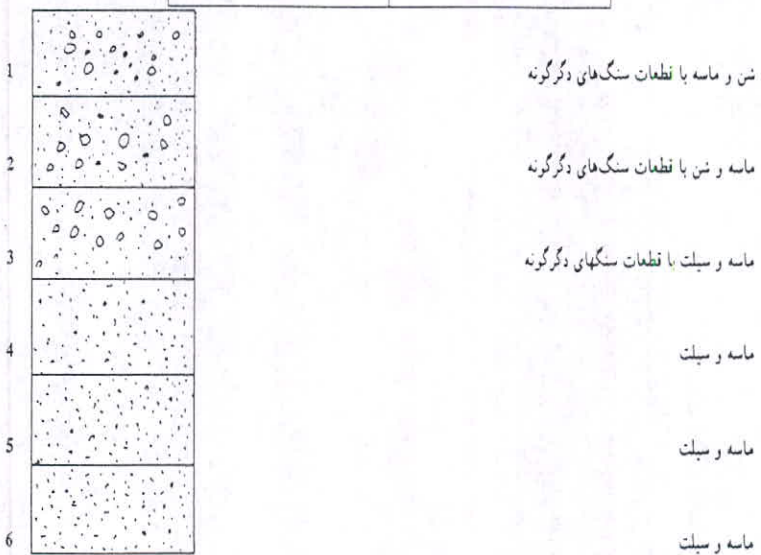 1 شن و ماسه با قطعات سنگ‌های دگرگونه
2 ماسه و شن با قطعات سنگ‌های دگرگونه
3 ماسه و سیلت با قطعات سنگهای دگرگونه
4 ماسه و سیلت
5 ماسه و سیلت
6 ماسه و سیلت